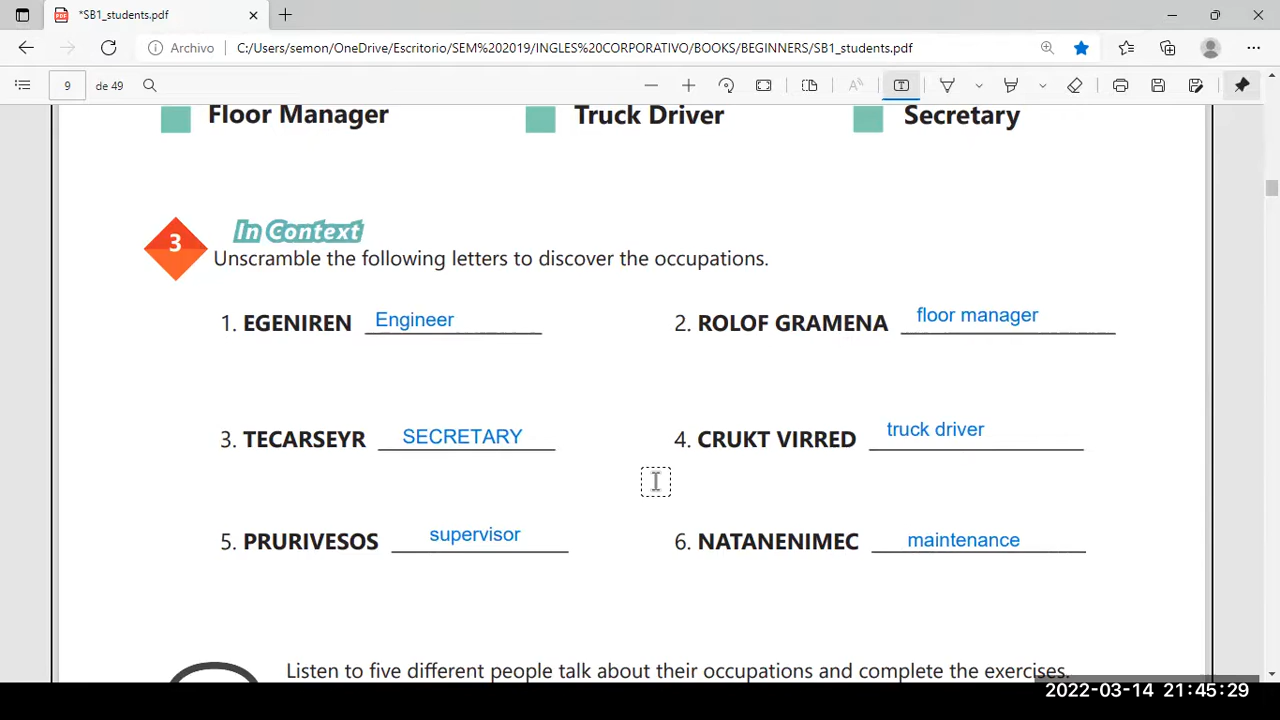 *SB1_students.pdf
Archivo C:/Users/semon/OneDrive/Escritorio/SEM%202019/INGLES%20CORPORATIVO/BOOKS/BEGINNERS/SB1_students.pdf
9 de 49
Floor Manager Truck Driver Secretary
3 In Context
Unscramble the following letters to discover the occupations.
1. EGENIREN Engineer 2. ROLOF GRAMENA floor manager
3. TECARSEYR SECRETARY 4. CRUKT VIRRED truck driver
5. PRURIVESOS supervisor 6. NATANENIMEC maintenance
Listen to five different people talk about their occupations and complete the exercises.
2022-03-14 21:45:29